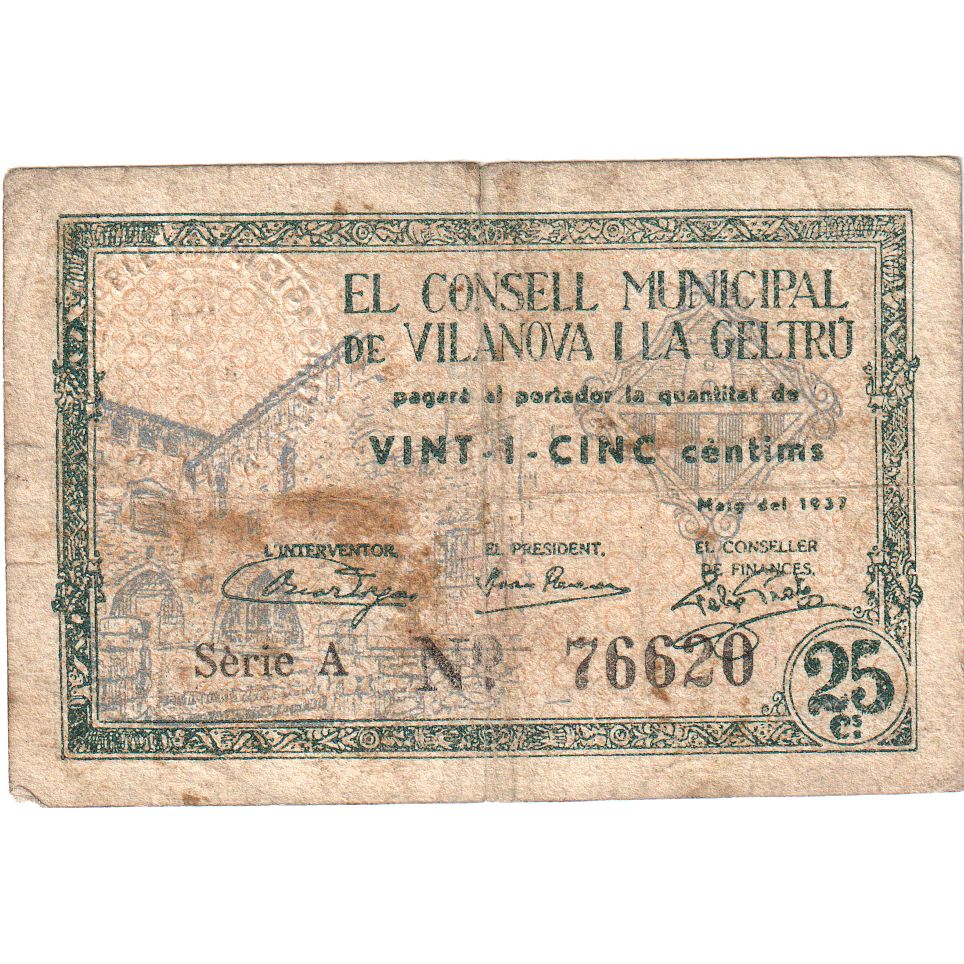 EL CONSELL MUNICIPAL
DE VILANOVA I LA GELTRÚ
pagarà al portador la quantitat de
VINT-I-CINC cèntims
Maig del 1937
L'INTERVENTOR, EL PRESIDENT, EL CONSELLER
DE FINANCES,
Sèrie A Nº 76620
25
Cs